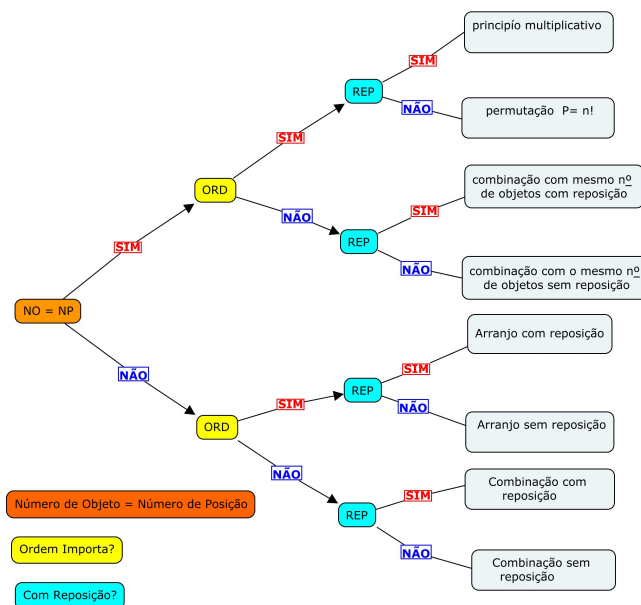 principío multiplicativo
SIM
REP
NÃO
permutação P= n!
SIM
ORD
NÃO
combinação com mesmo nº
de objetos com reposição
SIM
REP
NÃO
combinação com o mesmo nº
de objetos sem reposição
SIM
NO = NP
NÃO
Arranjo com reposição
SIM
REP
NÃO
SIM
ORD
Arranjo sem reposição
NÃO
Combinação com
reposição
SIM
REP
NÃO
Combinação sem
reposição
Número de Objeto = Número de Posição
Ordem Importa?
Com Reposição?